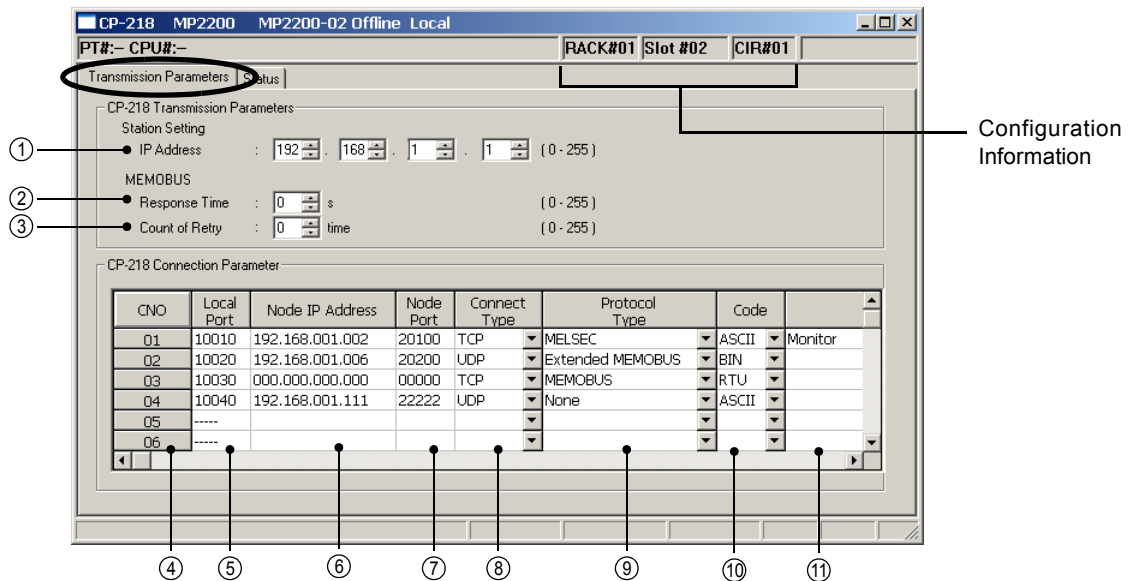 CP-218 MP2200 MP2200-02 Offline Local
PT#:– CPU#:– RACK#01 Slot #02 CIR#01
Transmission Parameters Status
CP-218 Transmission Parameters
Station Setting
① IP Address : 192 . 168 . 1 . 1 ( 0 - 255 )
MEMOBUS
② Response Time : 0 s ( 0 - 255 )
③ Count of Retry : 0 time ( 0 - 255 )
Configuration
Information
CP-218 Connection Parameter
CNO Local Port Node IP Address Node Port Connect Type Protocol Type Code
01 10010 192.168.001.002 20100 TCP MELSEC ASCII Monitor
02 10020 192.168.001.006 20200 UDP Extended MEMOBUS BIN
03 10030 000.000.000.000 00000 TCP MEMOBUS RTU
04 10040 192.168.001.111 22222 UDP None ASCII
05 -----
06 -----
④ ⑤ ⑥ ⑦ ⑧ ⑨ ⑩ ⑪